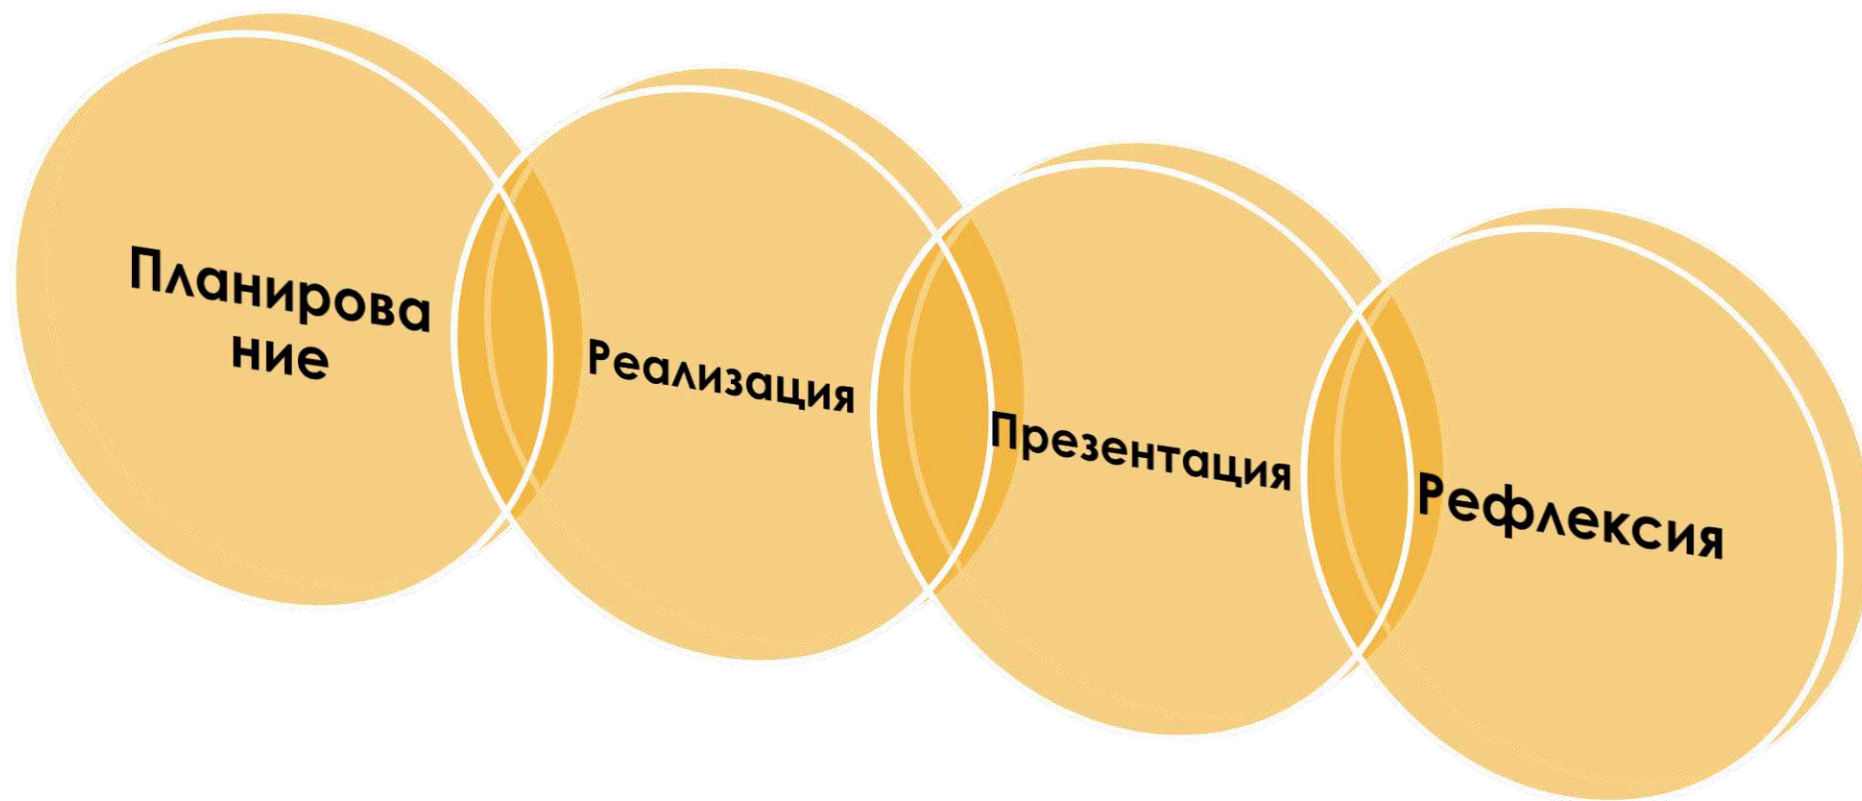 Планирова
ние
Реализация
Презентация
Рефлексия